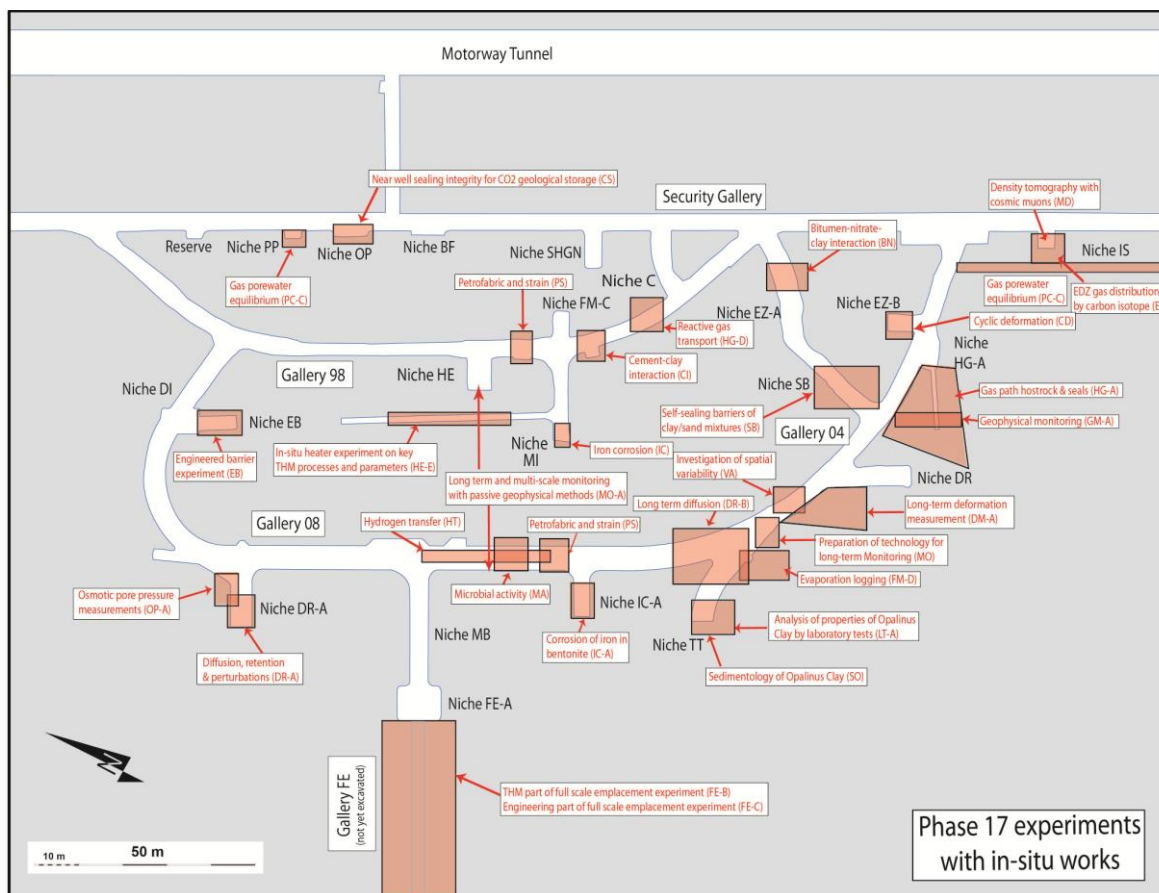 Motorway Tunnel
Near well sealing integrity for CO2 geological storage (CS)
Security Gallery
Density tomography with
cosmic muons (MD)
Reserve
Niche PP
Niche OP
Niche BF
Niche SHGN
Bitumen-nitrate-
clay interaction (BN)
Niche IS
Gas porewater
equilibrium (PC-C)
Petrofabric and strain (PS)
Niche C
Niche FM-C
Niche EZ-A
Niche EZ-B
Gas porewater
equilibrium (PC-C)
EDZ gas distribution
by carbon isotope (E
Cyclic deformation (CD)
Reactive gas
transport (HG-D)
Niche
HG-A
Cement-clay
interaction (CI)
Gallery 98
Niche HE
Niche DI
Niche SB
Gas path hostrock & seals (HG-A)
Niche EB
Self-sealing barriers of
clay/sand mixtures (SB)
Gallery 04
Geophysical monitoring (GM-A)
Engineered barrier
experiment (EB)
In-situ heater experiment on key
THM processes and parameters (HE-E)
Niche
MI
Iron corrosion (IC)
Investigation of spatial
variability (VA)
Niche DR
Long term and multi-scale monitoring
with passive geophysical methods (MO-A)
Long term diffusion (DR-B)
Long-term deformation
measurement (DM-A)
Gallery 08
Hydrogen transfer (HT)
Petrofabric and strain (PS)
Preparation of technology for
long-term Monitoring (MO)
Evaporation logging (FM-D)
Osmotic pore pressure
measurements (OP-A)
Niche DR-A
Microbial activity (MA)
Niche IC-A
Niche MB
Niche TT
Analysis of properties of Opalinus
Clay by laboratory tests (LT-A)
Corrosion of iron in
bentonite (IC-A)
Diffusion, retention
& perturbations (DR-A)
Sedimentology of Opalinus Clay (SO)
Niche FE-A
N
Gallery FE
(not yet excavated)
THM part of full scale emplacement experiment (FE-B)
Engineering part of full scale emplacement experiment (FE-C)
10 m
50 m
Phase 17 experiments
with in-situ works